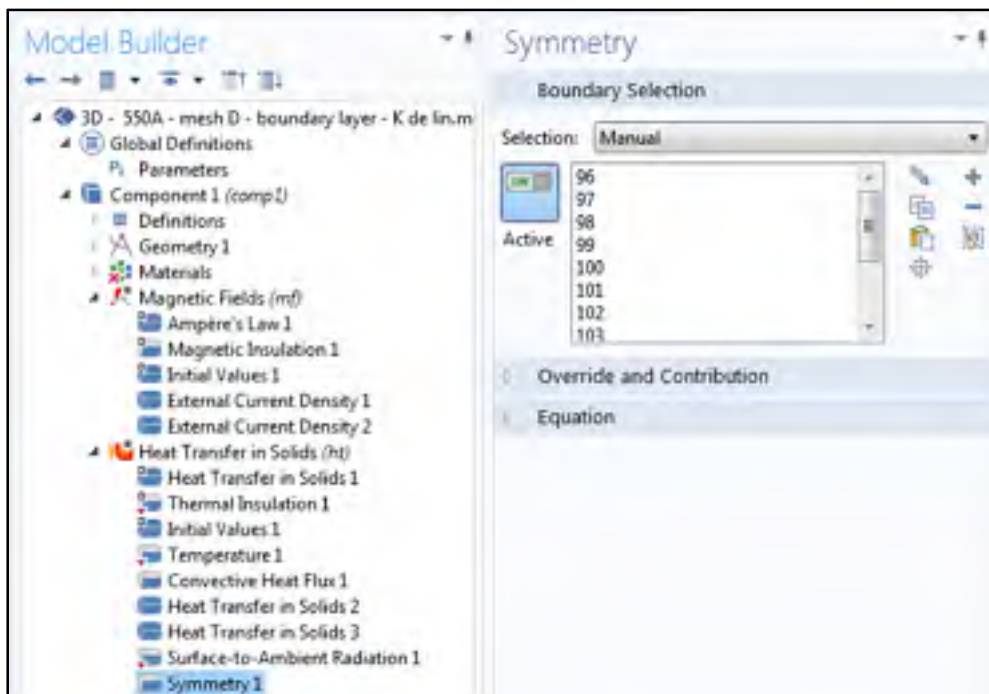 Model Builder
3D - 550A - mesh D - boundary layer - K de lin.m
Global Definitions
Pi Parameters
Component 1 (comp1)
Definitions
Geometry 1
Materials
Magnetic Fields (mf)
Ampère's Law 1
Magnetic Insulation 1
Initial Values 1
External Current Density 1
External Current Density 2
Heat Transfer in Solids (ht)
Heat Transfer in Solids 1
Thermal Insulation 1
Initial Values 1
Temperature 1
Convective Heat Flux 1
Heat Transfer in Solids 2
Heat Transfer in Solids 3
Surface-to-Ambient Radiation 1
Symmetry 1
Symmetry
Boundary Selection
Selection: Manual
Active
96
97
98
99
100
101
102
103
Override and Contribution
Equation